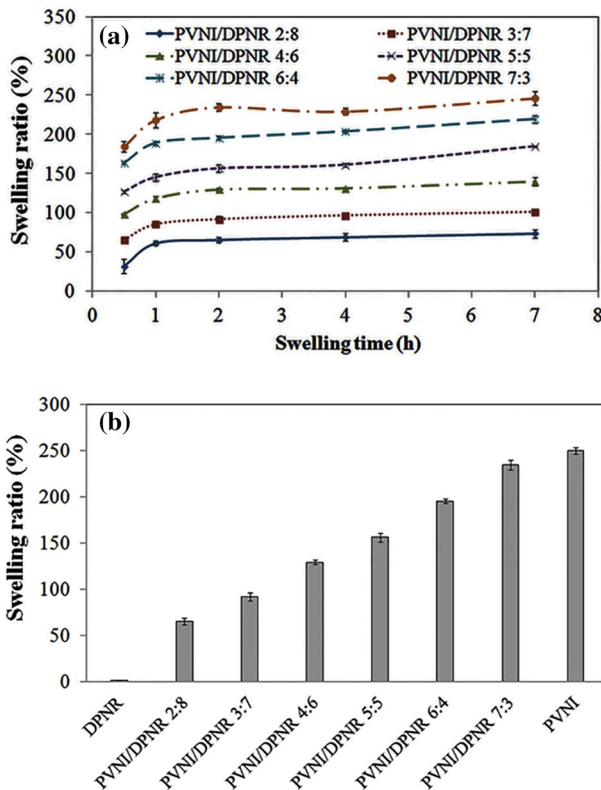 (a)
PVNI/DPNR 2:8 PVNI/DPNR 3:7
PVNI/DPNR 4:6 PVNI/DPNR 5:5
PVNI/DPNR 6:4 PVNI/DPNR 7:3
Swelling ratio (%)
350
300
250
200
150
100
50
0
0 1 2 3 4 5 6 7 8
Swelling time (h)
(b)
Swelling ratio (%)
300
250
200
150
100
50
0
DPNR
PVNI/DPNR 2:8
PVNI/DPNR 3:7
PVNI/DPNR 4:6
PVNI/DPNR 5:5
PVNI/DPNR 6:4
PVNI/DPNR 7:3
PVNI